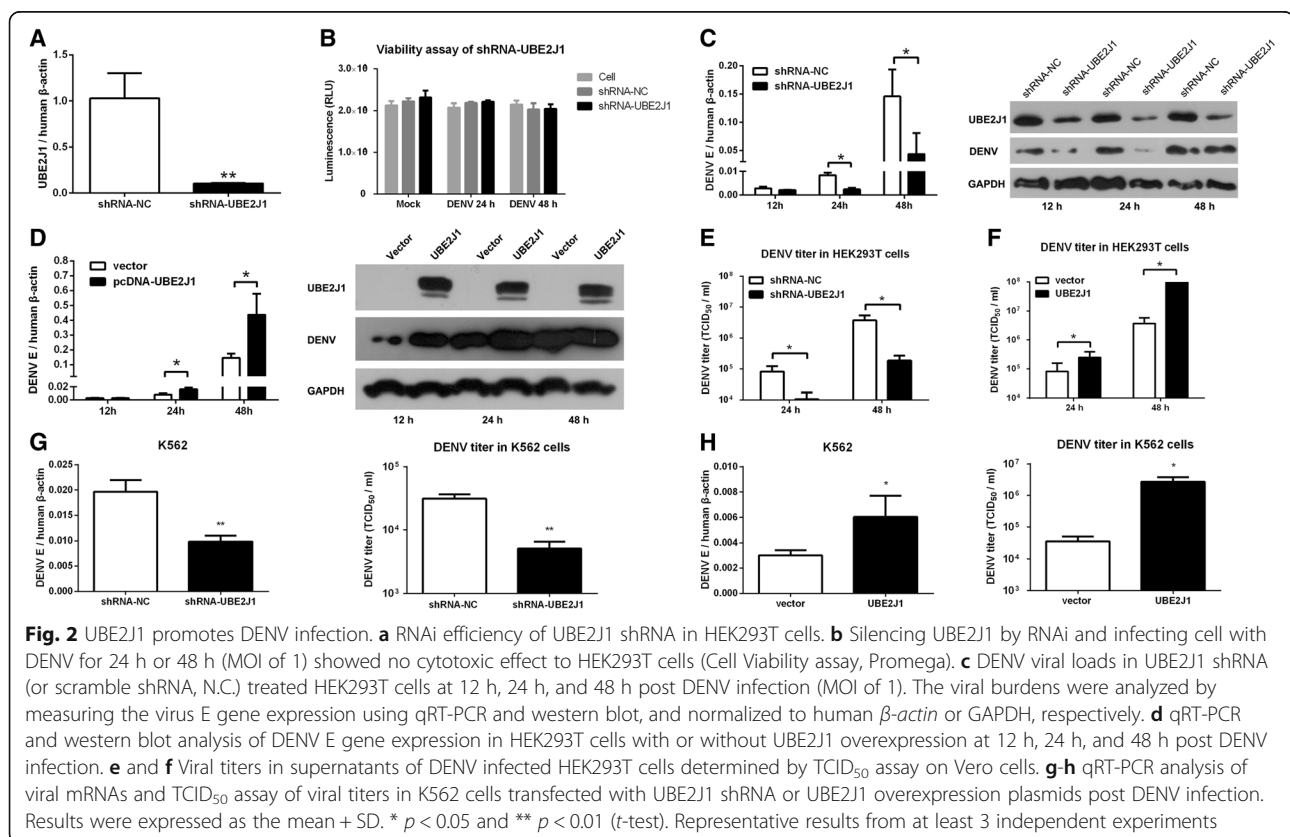 A
UBE2J1 / human β-actin
1.5
1.0
0.5
0.0
shRNA-NC
shRNA-UBE2J1
**
B
Viability assay of shRNA-UBE2J1
Luminescence (RLU)
Cell
shRNA-NC
shRNA-UBE2J1
0
Mock
DENV 24 h
DENV 48 h
C
DENV E / human β-actin
shRNA-NC
shRNA-UBE2J1
0.20
0.15
0.10
0.05
0.01
0.00
*
*
12h
24h
48h
shRNA-NC
shRNA-UBE2J1
shRNA-NC
shRNA-UBE2J1
shRNA-NC
shRNA-UBE2J1
UBE2J1
DENV
GAPDH
12 h
24 h
48 h
D
DENV E / human β-actin
vector
pcDNA-UBE2J1
0.8
0.7
0.6
0.5
0.4
0.3
0.2
0.1
0.02
0.00
*
*
12h
24h
48h
Vector
UBE2J1
Vector
UBE2J1
Vector
UBE2J1
UBE2J1
DENV
GAPDH
12 h
24 h
48 h
E
DENV titer in HEK293T cells
DENV titer (TCID50 / ml)
shRNA-NC
shRNA-UBE2J1
10⁸
10⁷
10⁶
10⁵
10⁴
*
*
24 h
48 h
F
DENV titer in HEK293T cells
DENV titer (TCID50 / ml)
vector
UBE2J1
10⁸
10⁷
10⁶
10⁵
10⁴
*
*
24 h
48 h
G
K562
DENV E / human β-actin
0.025
0.020
0.015
0.010
0.005
0.000
**
shRNA-NC
shRNA-UBE2J1
DENV titer in K562 cells
DENV titer (TCID50 / ml)
10⁵
10⁴
10³
**
shRNA-NC
shRNA-UBE2J1
H
K562
DENV E / human β-actin
0.010
0.008
0.006
0.004
0.002
0.000
*
vector
UBE2J1
DENV titer in K562 cells
DENV titer (TCID50 / ml)
10⁷
10⁶
10⁵
10⁴
10³
*
vector
UBE2J1
Fig. 2 UBE2J1 promotes DENV infection. a RNAi efficiency of UBE2J1 shRNA in HEK293T cells. b Silencing UBE2J1 by RNAi and infecting cell with
DENV for 24 h or 48 h (MOI of 1) showed no cytotoxic effect to HEK293T cells (Cell Viability assay, Promega). c DENV viral loads in UBE2J1 shRNA
(or scramble shRNA, N.C.) treated HEK293T cells at 12 h, 24 h, and 48 h post DENV infection (MOI of 1). The viral burdens were analyzed by
measuring the virus E gene expression using qRT-PCR and western blot, and normalized to human β-actin or GAPDH, respectively. d qRT-PCR
and western blot analysis of DENV E gene expression in HEK293T cells with or without UBE2J1 overexpression at 12 h, 24 h, and 48 h post DENV
infection. e and f Viral titers in supernatants of DENV infected HEK293T cells determined by TCID50 assay on Vero cells. g-h qRT-PCR analysis of
viral mRNAs and TCID50 assay of viral titers in K562 cells transfected with UBE2J1 shRNA or UBE2J1 overexpression plasmids post DENV infection.
Results were expressed as the mean + SD. * p < 0.05 and ** p < 0.01 (t-test). Representative results from at least 3 independent experiments